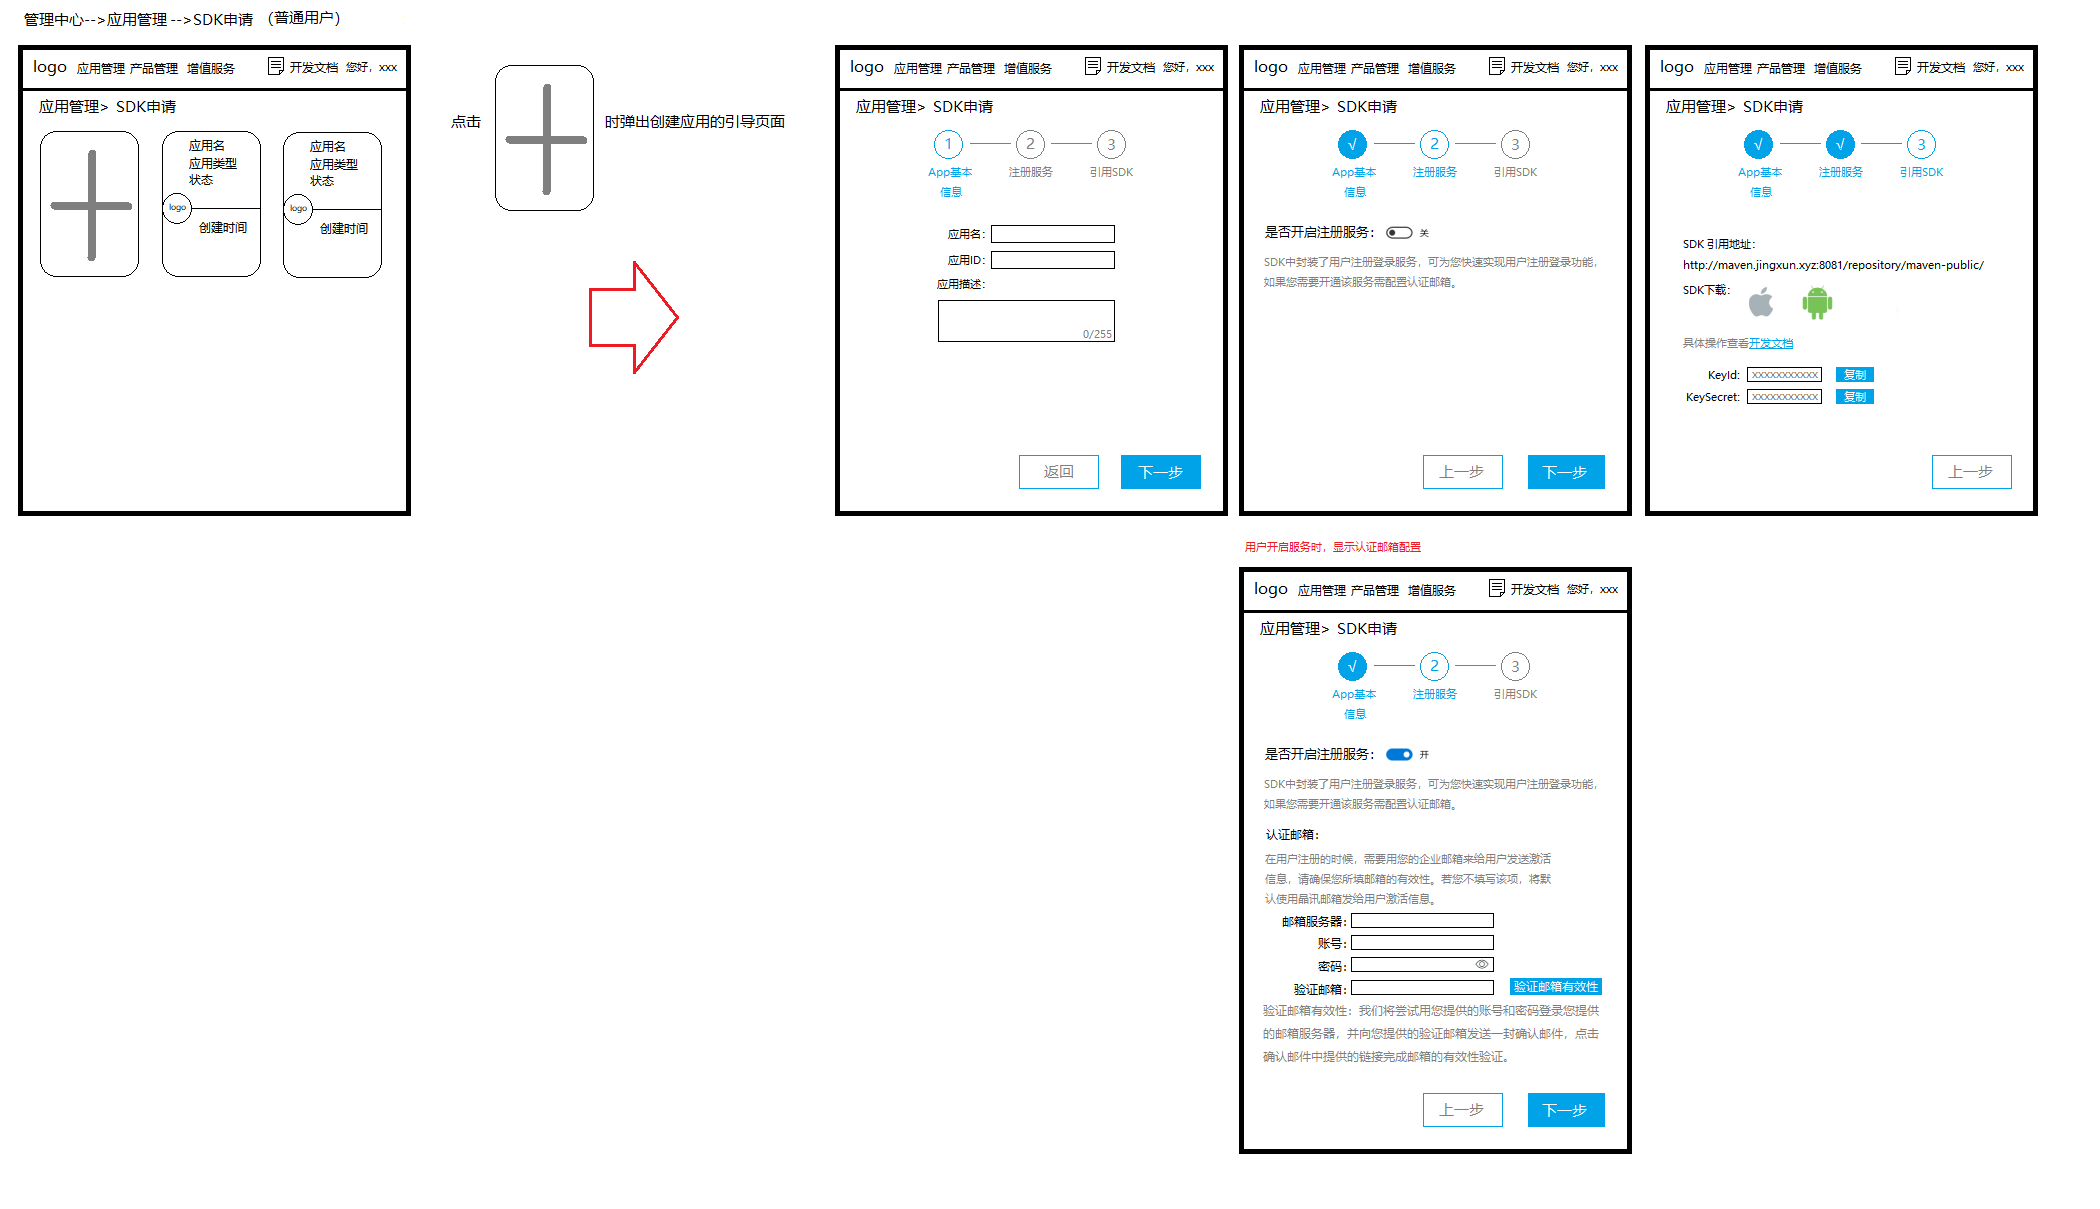 管理中心-->应用管理 -->SDK申请 （普通用户）
logo 应用管理 产品管理 增值服务 开发文档 您好，xxx
应用管理> SDK申请
应用名
应用类型
状态
logo
创建时间
应用名
应用类型
状态
logo
创建时间
点击 时弹出创建应用的引导页面
logo 应用管理 产品管理 增值服务 开发文档 您好，xxx
应用管理> SDK申请
1 2 3
App基本 注册服务 引用SDK
信息
应用名：
应用ID：
应用描述：
0/255
返回 下一步
logo 应用管理 产品管理 增值服务 开发文档 您好，xxx
应用管理> SDK申请
√ 2 3
App基本 注册服务 引用SDK
信息
是否开启注册服务： 关
SDK中封装了用户注册登录服务，可为您快速实现用户注册登录功能，
如果您需要开通该服务需配置认证邮箱。
上一步 下一步
logo 应用管理 产品管理 增值服务 开发文档 您好，xxx
应用管理> SDK申请
√ √ 3
App基本 注册服务 引用SDK
信息
SDK 引用地址：
http://maven.jingxun.xyz:8081/repository/maven-public/
SDK下载：
具体操作查看开发文档
KeyId: xxxxxxxxxxx 复制
KeySecret: xxxxxxxxxxx 复制
上一步
用户开启服务时，显示认证邮箱配置
logo 应用管理 产品管理 增值服务 开发文档 您好，xxx
应用管理> SDK申请
√ 2 3
App基本 注册服务 引用SDK
信息
是否开启注册服务： 开
SDK中封装了用户注册登录服务，可为您快速实现用户注册登录功能，
如果您需要开通该服务需配置认证邮箱。
认证邮箱：
在用户注册的时候，需要用您的企业邮箱来给用户发送激活
信息，请确保您所填邮箱的有效性。若您不填写该项，将默
认使用晶讯邮箱发给用户激活信息。
邮箱服务器：
账号：
密码：
验证邮箱： 验证邮箱有效性
验证邮箱有效性：我们将尝试用您提供的账号和密码登录您提供
的邮箱服务器，并向您提供的验证邮箱发送一封确认邮件，点击
确认邮件中提供的链接完成邮箱的有效性验证。
上一步 下一步